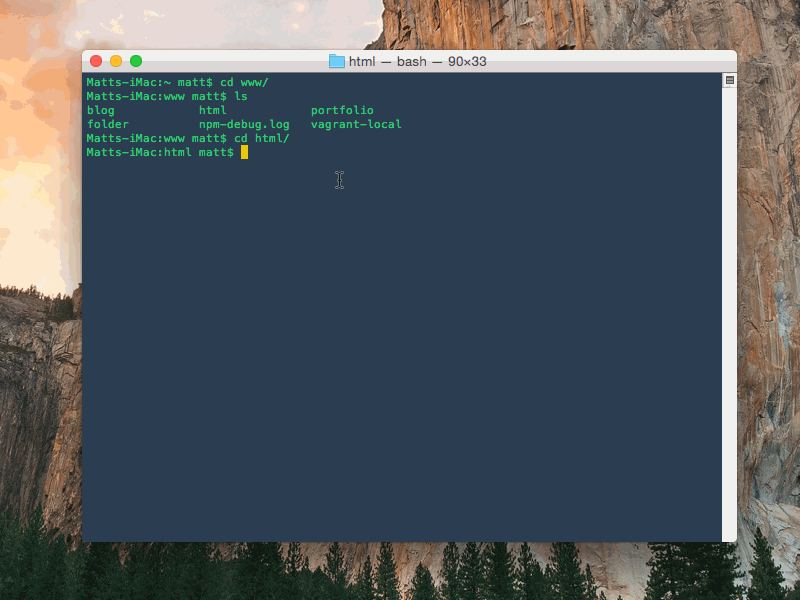 html — bash — 90×33
Matts-iMac:~ matt$ cd www/
Matts-iMac:www matt$ ls
blog html portfolio
folder npm-debug.log vagrant-local
Matts-iMac:www matt$ cd html/
Matts-iMac:html matt$